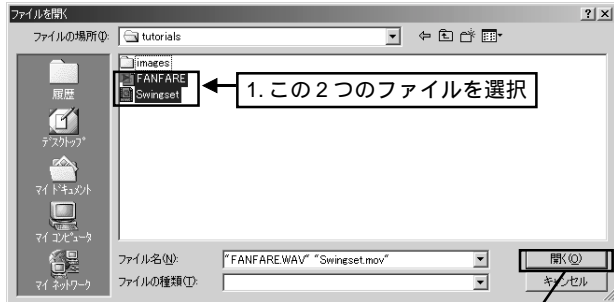 ファイルを開く
ファイルの場所(I):
tutorials
images
FANFARE
Swingset
1. この２つのファイルを選択
履歴
デスクトップ
マイ ドキュメント
マイ コンピュータ
マイ ネットワーク
ファイル名(N):
"FANFARE.WAV" "Swingset.mov"
開く(O)
ファイルの種類(T):
キャンセル